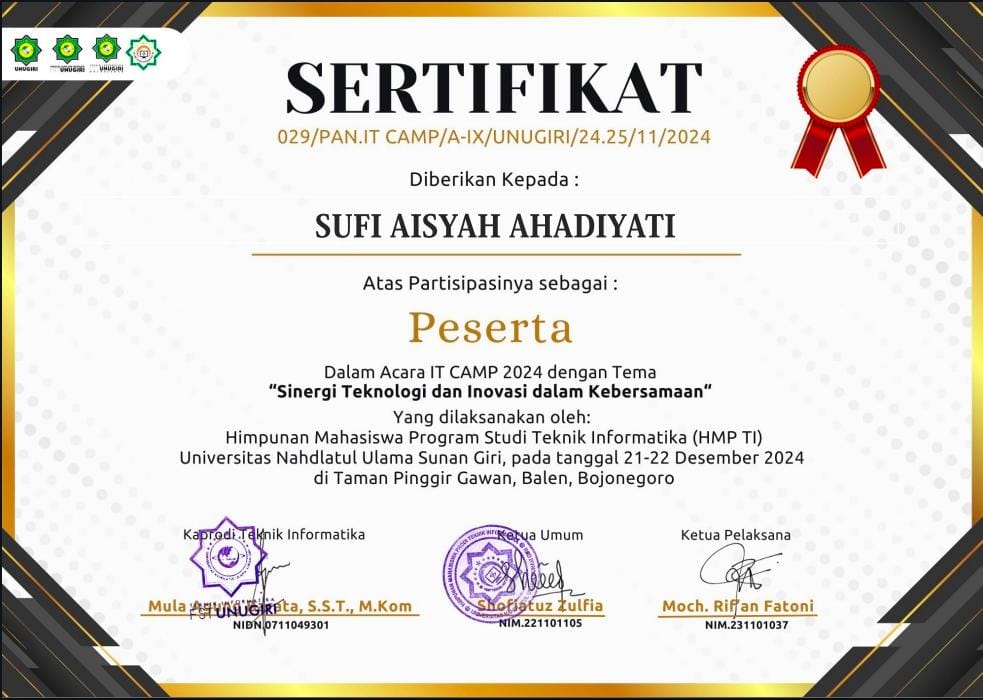 UNUGIRI
UNUGIRI
UNUGIRI
SERTIFIKAT
029/PAN.IT CAMP/A-IX/UNUGIRI/24.25/11/2024
Diberikan Kepada :
SUFI AISYAH AHADIYATI
Atas Partisipasinya sebagai :
Peserta
Dalam Acara IT CAMP 2024 dengan Tema
“Sinergi Teknologi dan Inovasi dalam Kebersamaan“
Yang dilaksanakan oleh:
Himpunan Mahasiswa Program Studi Teknik Informatika (HMP TI)
Universitas Nahdlatul Ulama Sunan Giri, pada tanggal 21-22 Desember 2024
di Taman Pinggir Gawan, Balen, Bojonegoro
Kaprodi Teknik Informatika
Ketua Umum
Ketua Pelaksana
Mula Agung S.S.T., M.Kom
Shofiatuz Zulfia
Moch. Rif'an Fatoni
UNUGIRI
NIDN.0711049301
NIM.221101105
NIM.231101037